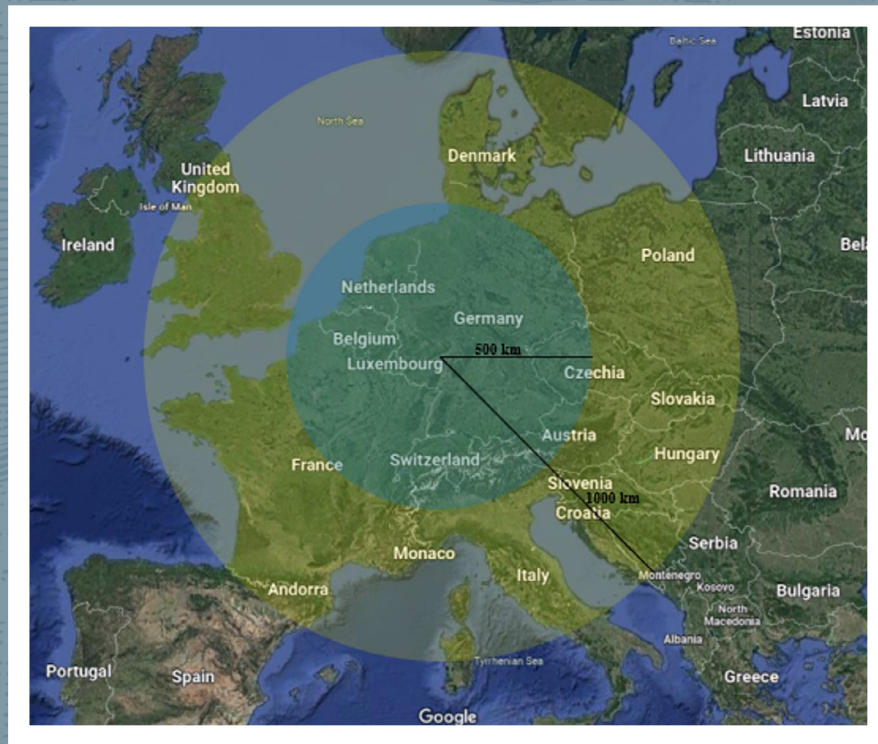 Estonia
Baltic Sea
Latvia
North Sea
Denmark
Lithuania
United
Kingdom
Isle of Man
Ireland
Bela
Poland
Netherlands
Germany
Belgium
500 km
Luxembourg
Czechia
Slovakia
Austria
Mo
Hungary
Switzerland
France
Slovenia
1000 km
Romania
Croatia
Serbia
Monaco
Italy
Montenegro
Kosovo
Andorra
Bulgaria
North
Macedonia
Albania
Tyrrhenian Sea
Portugal
Spain
Greece
Google